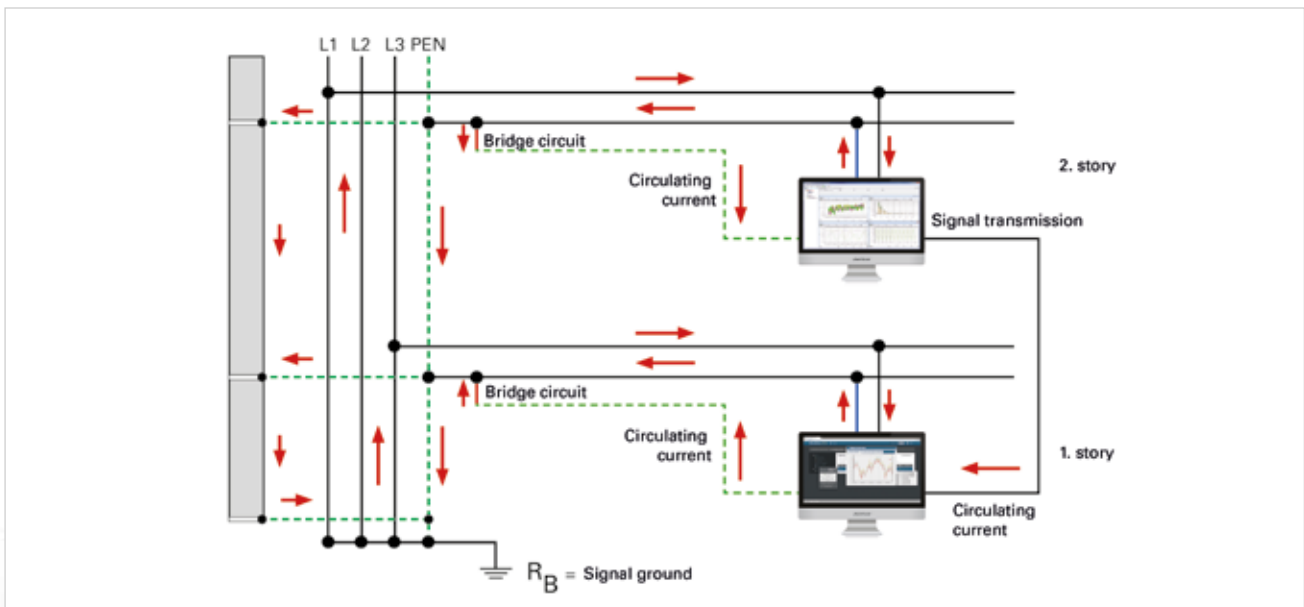 L1 L2 L3 PEN
Bridge circuit
Circulating
current
2. story
Signal transmission
Bridge circuit
Circulating
current
1. story
Circulating
current
RB = Signal ground